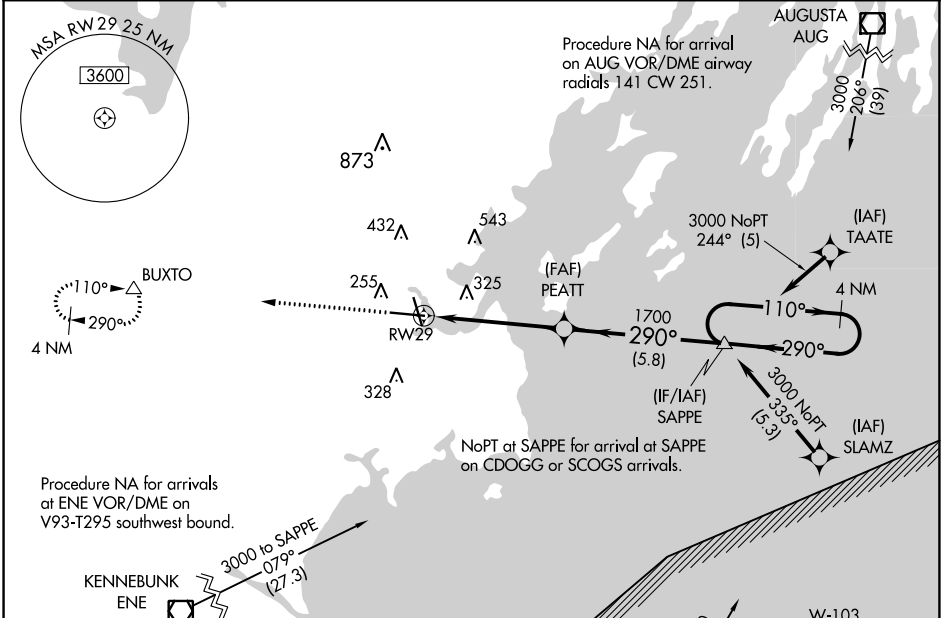 MSA RW29 25 NM
3600
Procedure NA for arrival
on AUG VOR/DME airway
radials 141 CW 251.
AUGUSTA
AUG
3000
206°
(39)
873
432
543
255
325
328
RW29
110°
290°
BUXTO
4 NM
(FAF)
PEATT
1700
290°
(5.8)
3000 NoPT
244° (5)
(IAF)
TAATE
4 NM
110°
290°
(IF/IAF)
SAPPE
3000 NoPT
335°
(5.3)
(IAF)
SLAMZ
NoPT at SAPPE for arrival at SAPPE
on CDOGG or SCOGS arrivals.
Procedure NA for arrivals
at ENE VOR/DME on
V93-T295 southwest bound.
3000 to SAPPE
079°
(27.3)
KENNEBUNK
ENE
W-103